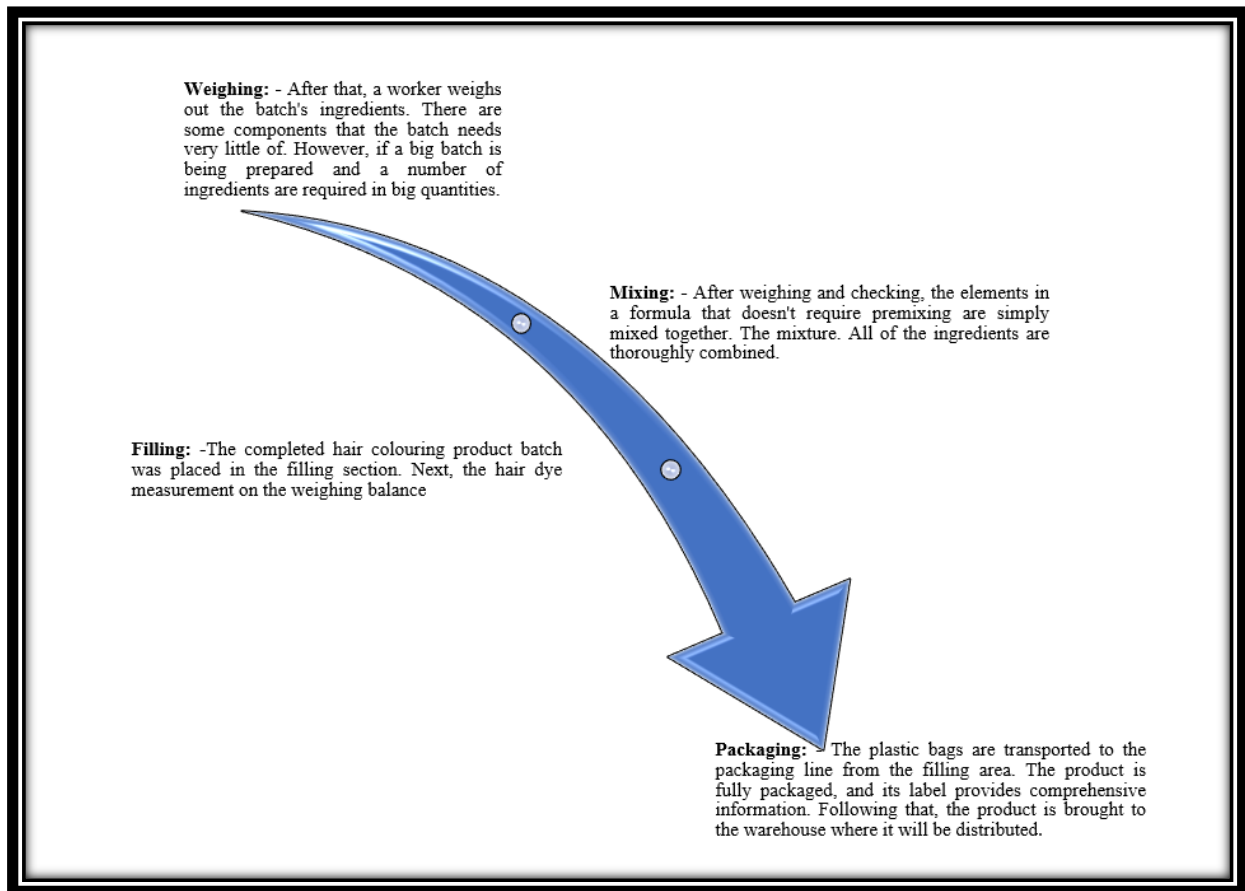 Weighing: - After that, a worker weighs
out the batch's ingredients. There are
some components that the batch needs
very little of. However, if a big batch is
being prepared and a number of
ingredients are required in big quantities.
Mixing: - After weighing and checking, the elements in
a formula that doesn't require premixing are simply
mixed together. The mixture. All of the ingredients are
thoroughly combined.
Filling: -The completed hair colouring product batch
was placed in the filling section. Next, the hair dye
measurement on the weighing balance
Packaging: - The plastic bags are transported to the
packaging line from the filling area. The product is
fully packaged, and its label provides comprehensive
information. Following that, the product is brought to
the warehouse where it will be distributed.